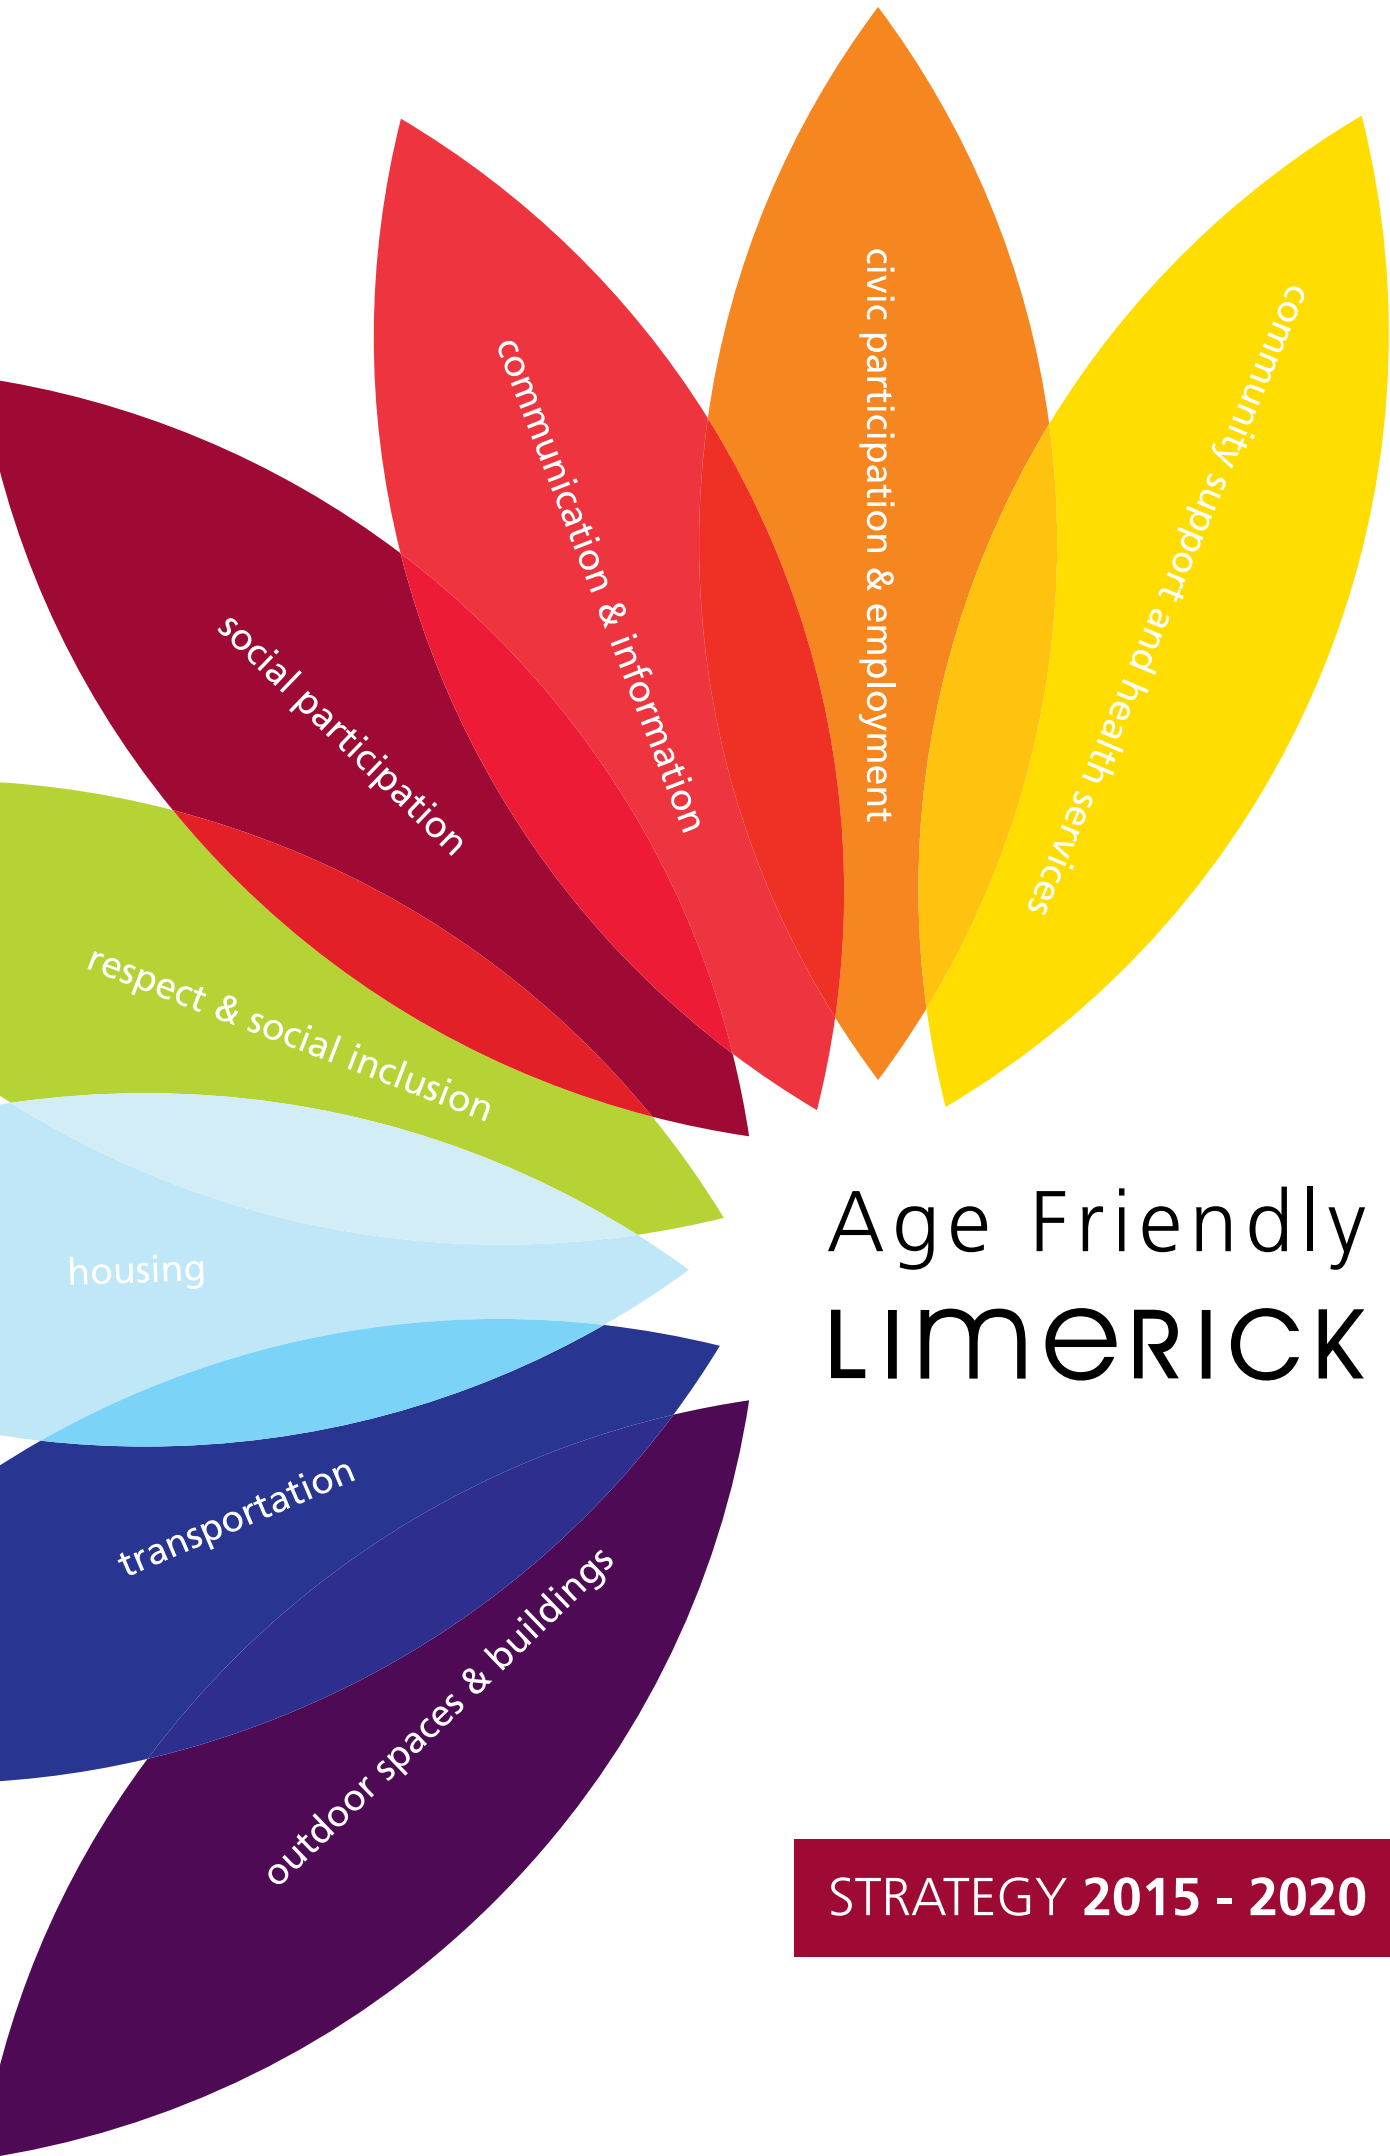 civic participation & employment
community support and health services
communication & information
social participation
respect & social inclusion
housing
transportation
outdoor spaces & buildings
Age Friendly
LImeRICK
STRATEGY 2015 - 2020